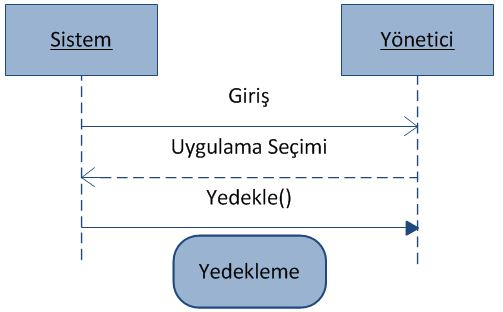 Sistem
Yönetici
Giriş
Uygulama Seçimi
Yedekle()
Yedekleme